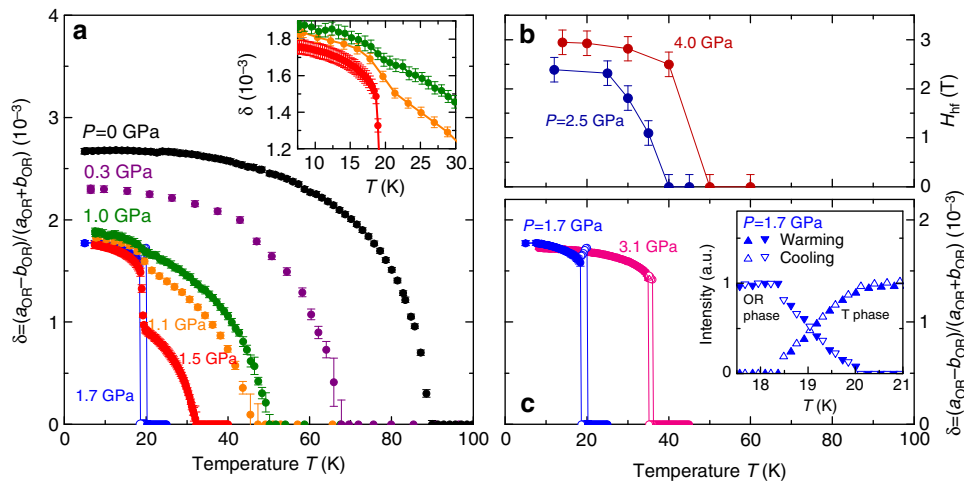 a
δ=(aOR−bOR)/(aOR+bOR) (10⁻³)
3
2
1
0
0 20 40 60 80 100
Temperature T (K)
P=0 GPa
0.3 GPa
1.0 GPa
1.1 GPa
1.5 GPa
1.7 GPa
δ (10⁻³)
1.8
1.6
1.4
1.2
10 15 20 25 30
T (K)
b
4.0 GPa
P=2.5 GPa
3
2
1
0
Hhf (T)
P=1.7 GPa
3.1 GPa
c
2
1
0
δ=(aOR−bOR)/(aOR+bOR) (10⁻³)
0 20 40 60 80 100
Temperature T (K)
P=1.7 GPa
Warming
Cooling
Intensity (a.u.)
1
0
OR
phase
T phase
18 19 20 21
T (K)